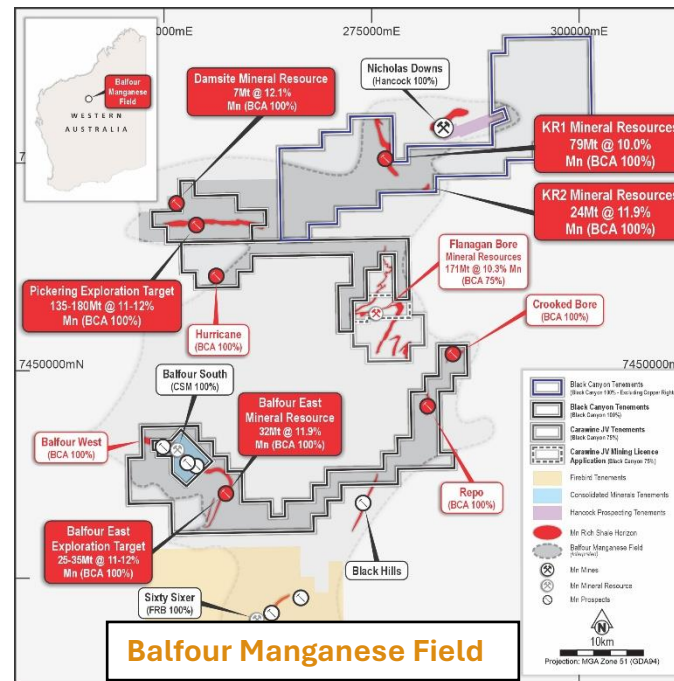 000mE
275000mE
300000mE
Balfour
Manganese
Field
WESTERN
AUSTRALIA
Damsite Mineral Resource
7Mt @ 12.1%
Mn (BCA 100%)
Nicholas Downs
(Hancock 100%)
KR1 Mineral Resources
79Mt @ 10.0%
Mn (BCA 100%)
KR2 Mineral Resources
24Mt @ 11.9%
Mn (BCA 100%)
Flanagan Bore
Mineral Resources
171Mt @ 10.3% Mn
(BCA 75%)
Pickering Exploration Target
135-180Mt @ 11-12%
Mn (BCA 100%)
Hurricane
(BCA 100%)
Crooked Bore
(BCA 100%)
7450000mN
7450000mN
Balfour South
(CSM 100%)
Balfour East
Mineral Resource
32Mt @ 11.9%
Mn (BCA 100%)
Balfour West
(BCA 100%)
Repo
(BCA 100%)
Balfour East
Exploration Target
25-35Mt @ 11-12%
Mn (BCA 100%)
Black Hills
Sixty Sixer
(FRB 100%)
Black Canyon Tenements
(Black Canyon 100% - Excluding Copper Right
Black Canyon Tenements
(Black Canyon 100%)
Carawine JV Tenements
(Black Canyon 75%)
Carawine JV Mining Licence
Application (Black Canyon 75%)
Firebird Tenements
Consolidated Minerals Tenements
Hancock Prospecting Tenements
Mn Rich Shale Horizon
Balfour Manganese Field
(Interpreted)
Mn Mines
Mn Mineral Resource
Mn Prospects
N
10km
Projection: MGA Zone 51 (GDA94)
Balfour Manganese Field